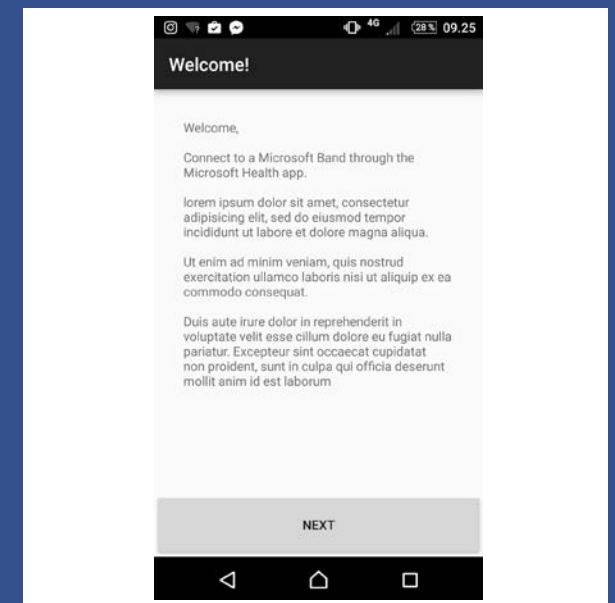 4G 28% 09.25
Welcome!
Welcome,
Connect to a Microsoft Band through the
Microsoft Health app.
lorem ipsum dolor sit amet, consectetur
adipisicing elit, sed do eiusmod tempor
incididunt ut labore et dolore magna aliqua.
Ut enim ad minim veniam, quis nostrud
exercitation ullamco laboris nisi ut aliquip ex ea
commodo consequat.
Duis aute irure dolor in reprehenderit in
voluptate velit esse cillum dolore eu fugiat nulla
pariatur. Excepteur sint occaecat cupidatat
non proident, sunt in culpa qui officia deserunt
mollit anim id est laborum
NEXT